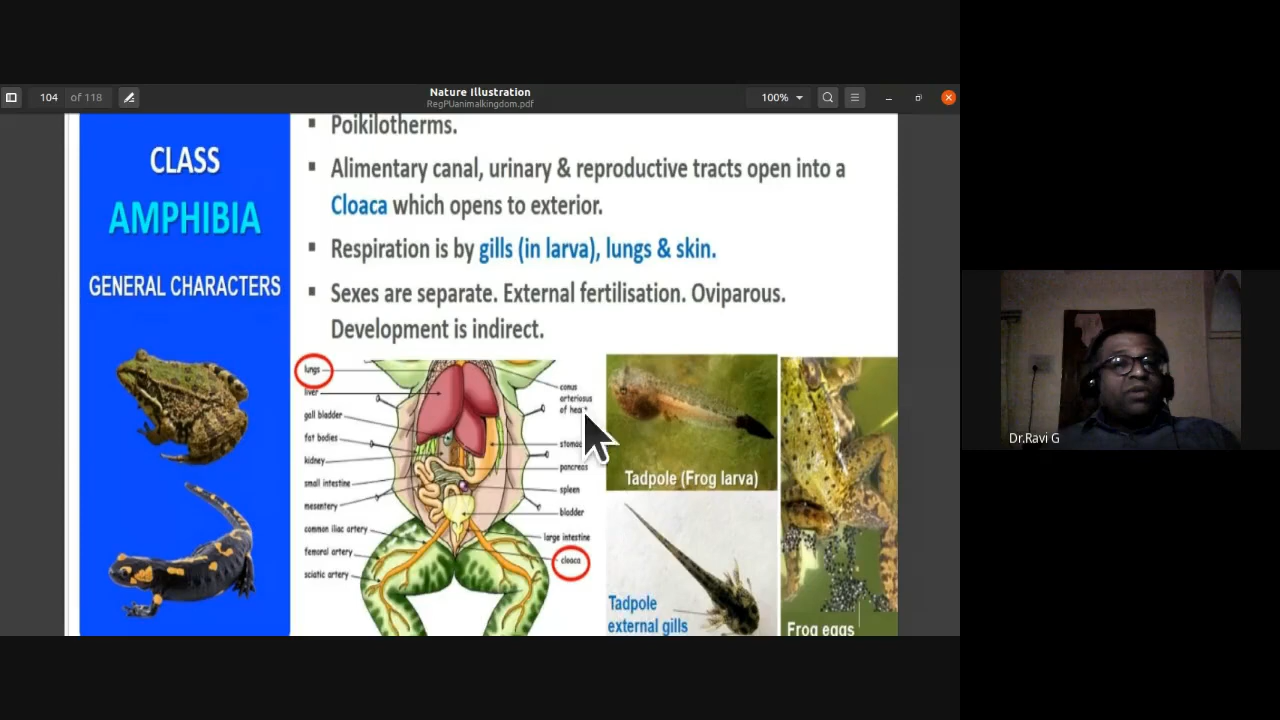 Nature Illustration
RegPUanimalkingdom.pdf
104 of 118
100%
CLASS
AMPHIBIA
GENERAL CHARACTERS
▪ Poikilotherms.
▪ Alimentary canal, urinary & reproductive tracts open into a
Cloaca which opens to exterior.
▪ Respiration is by gills (in larva), lungs & skin.
▪ Sexes are separate. External fertilisation. Oviparous.
Development is indirect.
lungs
liver
gall bladder
fat bodies
kidney
small intestine
mesentery
common iliac artery
femoral artery
sciatic artery
conus
arteriosus
of
pancreas
spleen
bladder
large intestine
cloaca
Tadpole (Frog larva)
Tadpole
external gills
Frog eggs
Dr.Ravi G